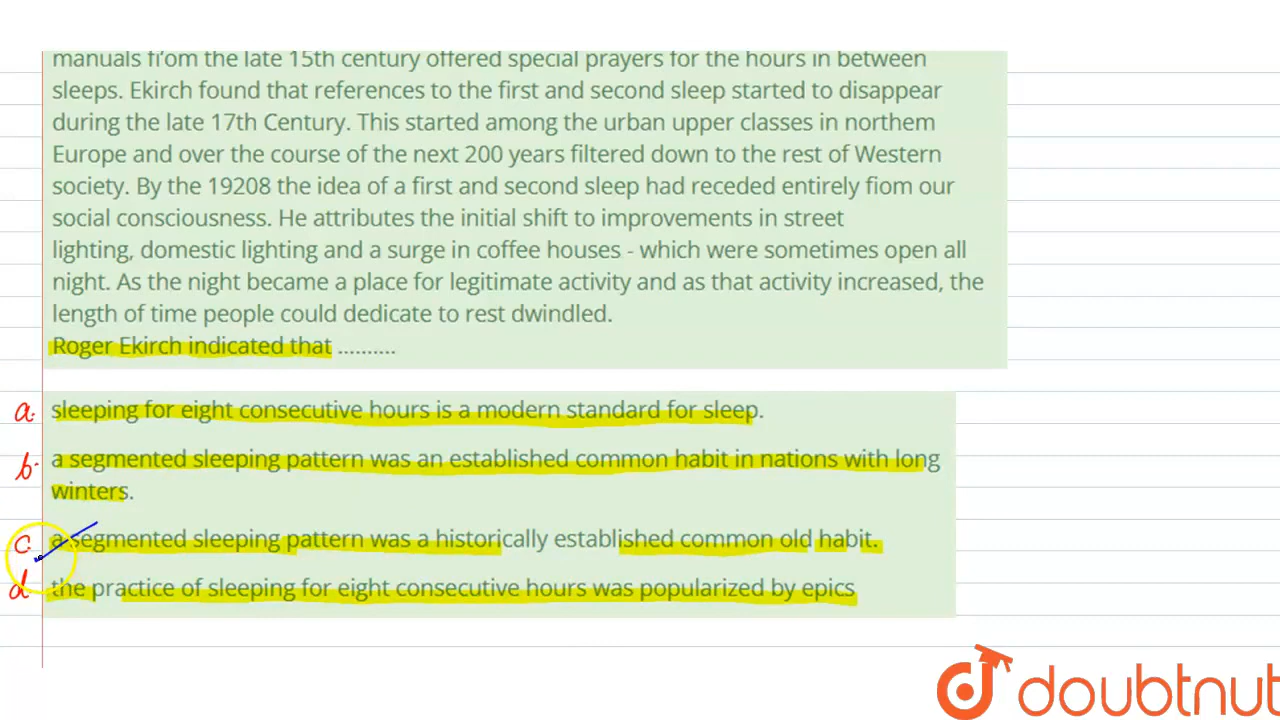 manuals fi'om the late 15th century offered special prayers for the hours in between
sleeps. Ekirch found that references to the first and second sleep started to disappear
during the late 17th Century. This started among the urban upper classes in northem
Europe and over the course of the next 200 years filtered down to the rest of Western
society. By the 19208 the idea of a first and second sleep had receded entirely fiom our
social consciousness. He attributes the initial shift to improvements in street
lighting, domestic lighting and a surge in coffee houses - which were sometimes open all
night. As the night became a place for legitimate activity and as that activity increased, the
length of time people could dedicate to rest dwindled.
Roger Ekirch indicated that ..........
a. sleeping for eight consecutive hours is a modern standard for sleep.
b. a segmented sleeping pattern was an established common habit in nations with long
winters.
c. a segmented sleeping pattern was a historically established common old habit.
d the practice of sleeping for eight consecutive hours was popularized by epics
doubtnut